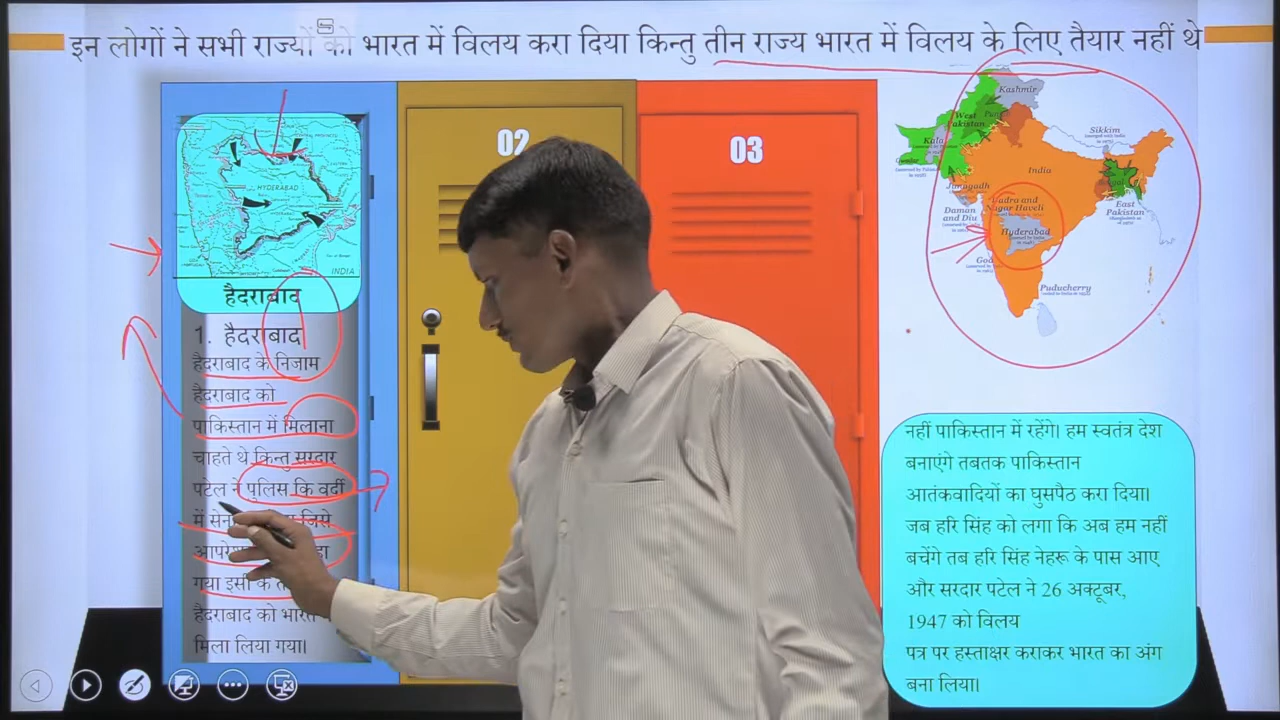 इन लोगों ने सभी राज्यों को भारत में विलय करा दिया किन्तु तीन राज्य भारत में विलय के लिए तैयार नहीं थे
HYDERABAD
INDIA
हैदराबाद
1. हैदराबाद
हैदराबाद के निजाम
हैदराबाद को
पाकिस्तान में मिलाना
चाहते थे किन्तु सरदार
पटेल ने पुलिस कि वर्दी
में जिसे
गया इसी के
हैदराबाद को भारत
मिला लिया गया।
02
03
Kashmir
West
Pakistan
Sikkim
India
Junagadh
Dadra and
Nagar Haveli
Daman
and Diu
Hyderabad
East
Pakistan
Puducherry
नहीं पाकिस्तान में रहेंगे। हम स्वतंत्र देश
बनाएंगे तबतक पाकिस्तान
आतंकवादियों का घुसपैठ करा दिया।
जब हरि सिंह को लगा कि अब हम नहीं
बचेंगे तब हरि सिंह नेहरू के पास आए
और सरदार पटेल ने 26 अक्टूबर,
1947 को विलय
पत्र पर हस्ताक्षर कराकर भारत का अंग
बना लिया।